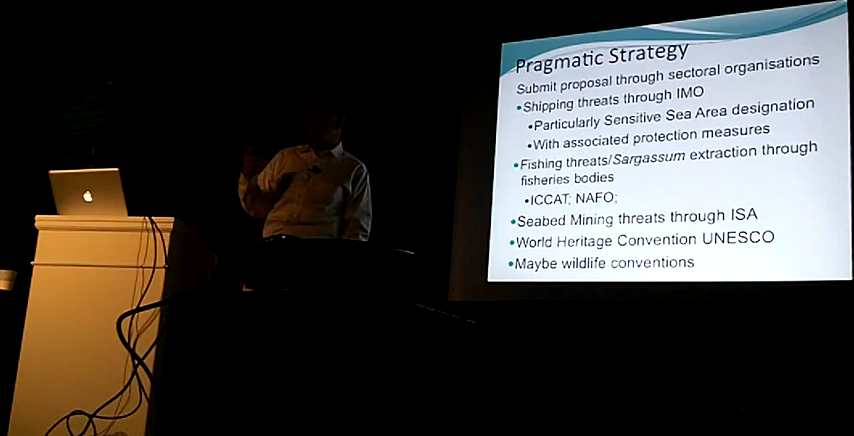 Pragmatic Strategy
Submit proposal through sectoral organisations
•Shipping threats through IMO
•Particularly Sensitive Sea Area designation
•With associated protection measures
•Fishing threats/Sargassum extraction through
fisheries bodies
•ICCAT; NAFO;
•Seabed Mining threats through ISA
•World Heritage Convention UNESCO
•Maybe wildlife conventions